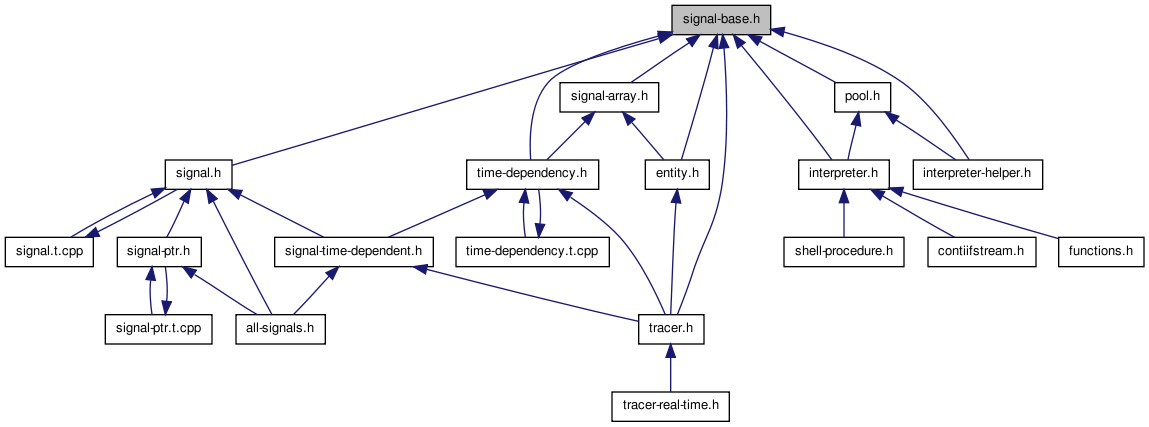 signal-base.h
signal-array.h
pool.h
signal.h
time-dependency.h
entity.h
interpreter.h
interpreter-helper.h
signal.t.cpp
signal-ptr.h
signal-time-dependent.h
time-dependency.t.cpp
shell-procedure.h
contiifstream.h
functions.h
signal-ptr.t.cpp
all-signals.h
tracer.h
tracer-real-time.h